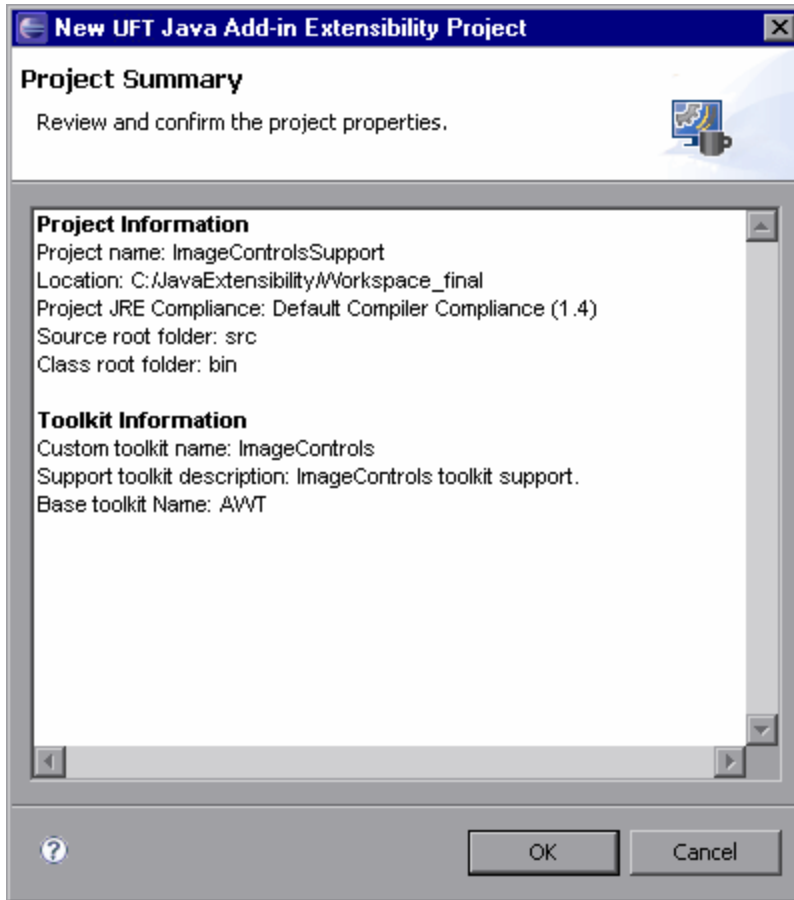 New UFT Java Add-in Extensibility Project
Project Summary
Review and confirm the project properties.
Project Information
Project name: ImageControlsSupport
Location: C:/JavaExtensibility/Workspace_final
Project JRE Compliance: Default Compiler Compliance (1.4)
Source root folder: src
Class root folder: bin
Toolkit Information
Custom toolkit name: ImageControls
Support toolkit description: ImageControls toolkit support.
Base toolkit Name: AWT
OK Cancel